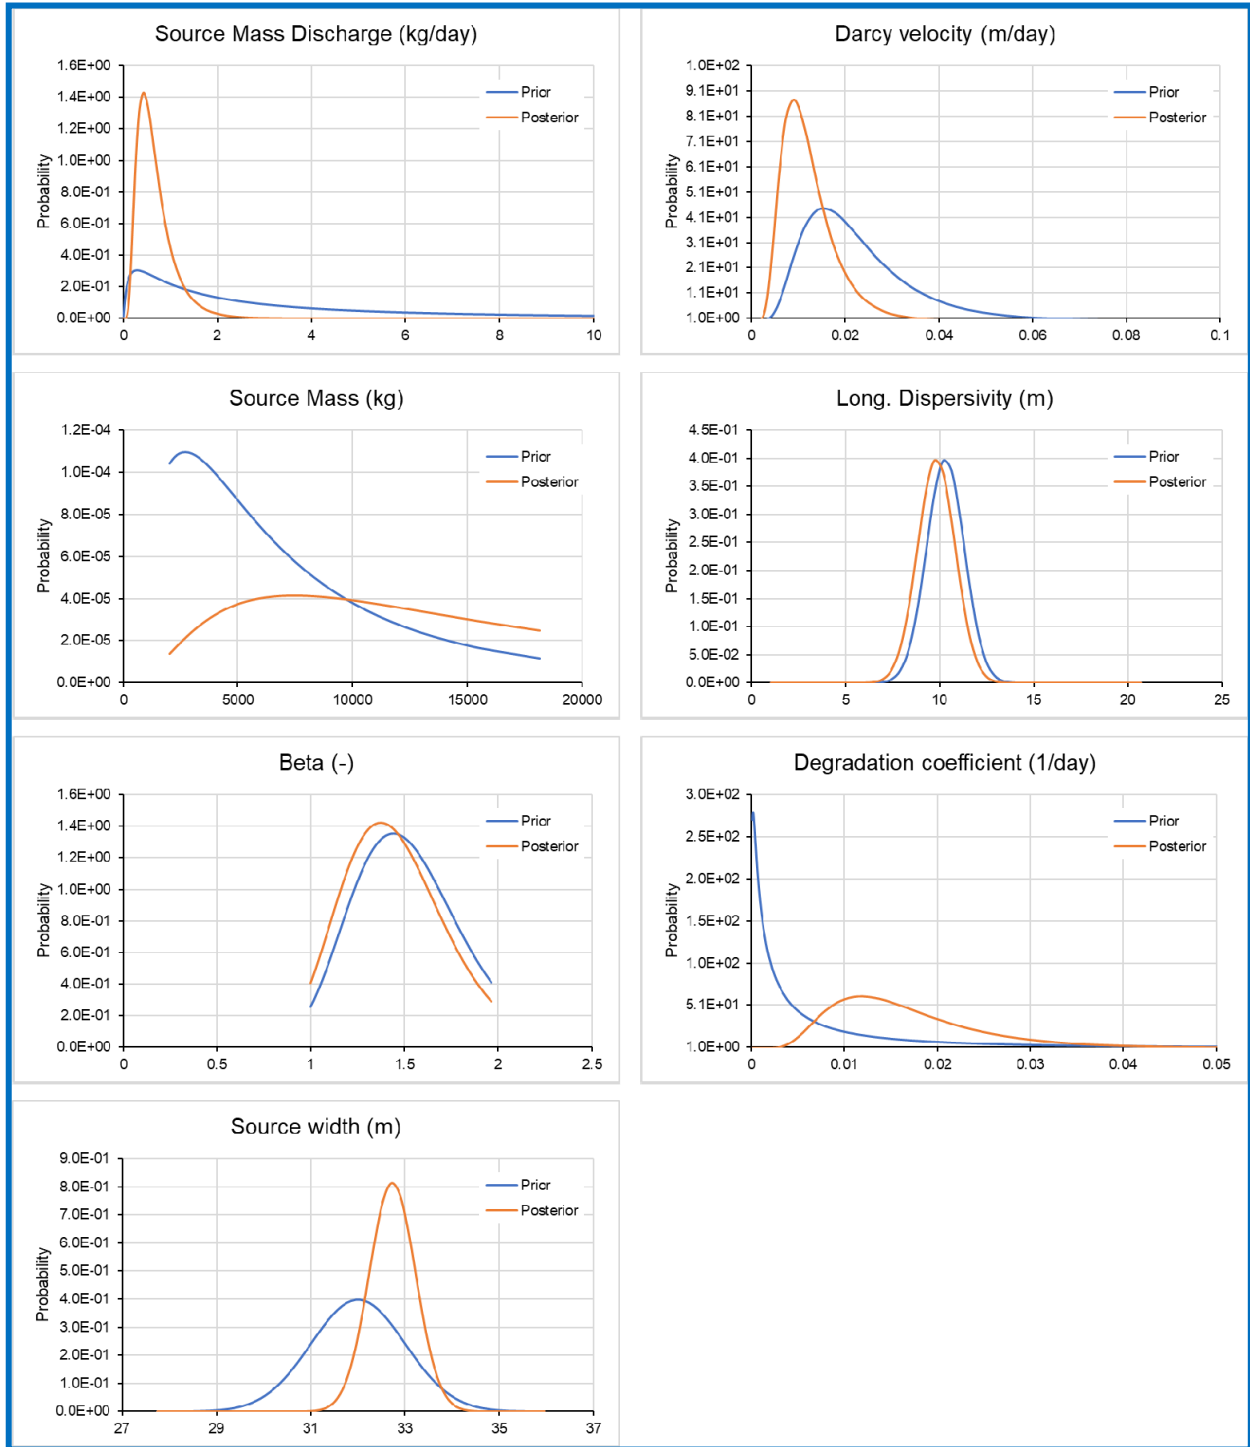 Source Mass Discharge (kg/day)
1.6E+00
1.4E+00
1.2E+00
1.0E+00
8.0E-01
6.0E-01
4.0E-01
2.0E-01
0.0E+00
Probability
Prior
Posterior
0 2 4 6 8 10
Darcy velocity (m/day)
1.0E+02
9.1E+01
8.1E+01
7.1E+01
6.1E+01
5.1E+01
4.1E+01
3.1E+01
2.1E+01
1.1E+01
1.0E+00
Probability
Prior
Posterior
0 0.02 0.04 0.06 0.08 0.1
Source Mass (kg)
1.2E-04
1.0E-04
8.0E-05
6.0E-05
4.0E-05
2.0E-05
0.0E+00
Probability
Prior
Posterior
0 5000 10000 15000 20000
Long. Dispersivity (m)
4.5E-01
4.0E-01
3.5E-01
3.0E-01
2.5E-01
2.0E-01
1.5E-01
1.0E-01
5.0E-02
0.0E+00
Probability
Prior
Posterior
0 5 10 15 20 25
Beta (-)
1.6E+00
1.4E+00
1.2E+00
1.0E+00
8.0E-01
6.0E-01
4.0E-01
2.0E-01
0.0E+00
Probability
Prior
Posterior
0 0.5 1 1.5 2 2.5
Degradation coefficient (1/day)
3.0E+02
2.5E+02
2.0E+02
1.5E+02
1.0E+02
5.1E+01
1.0E+00
Probability
Prior
Posterior
0 0.01 0.02 0.03 0.04 0.05
Source width (m)
9.0E-01
8.0E-01
7.0E-01
6.0E-01
5.0E-01
4.0E-01
3.0E-01
2.0E-01
1.0E-01
0.0E+00
Probability
Prior
Posterior
27 29 31 33 35 37